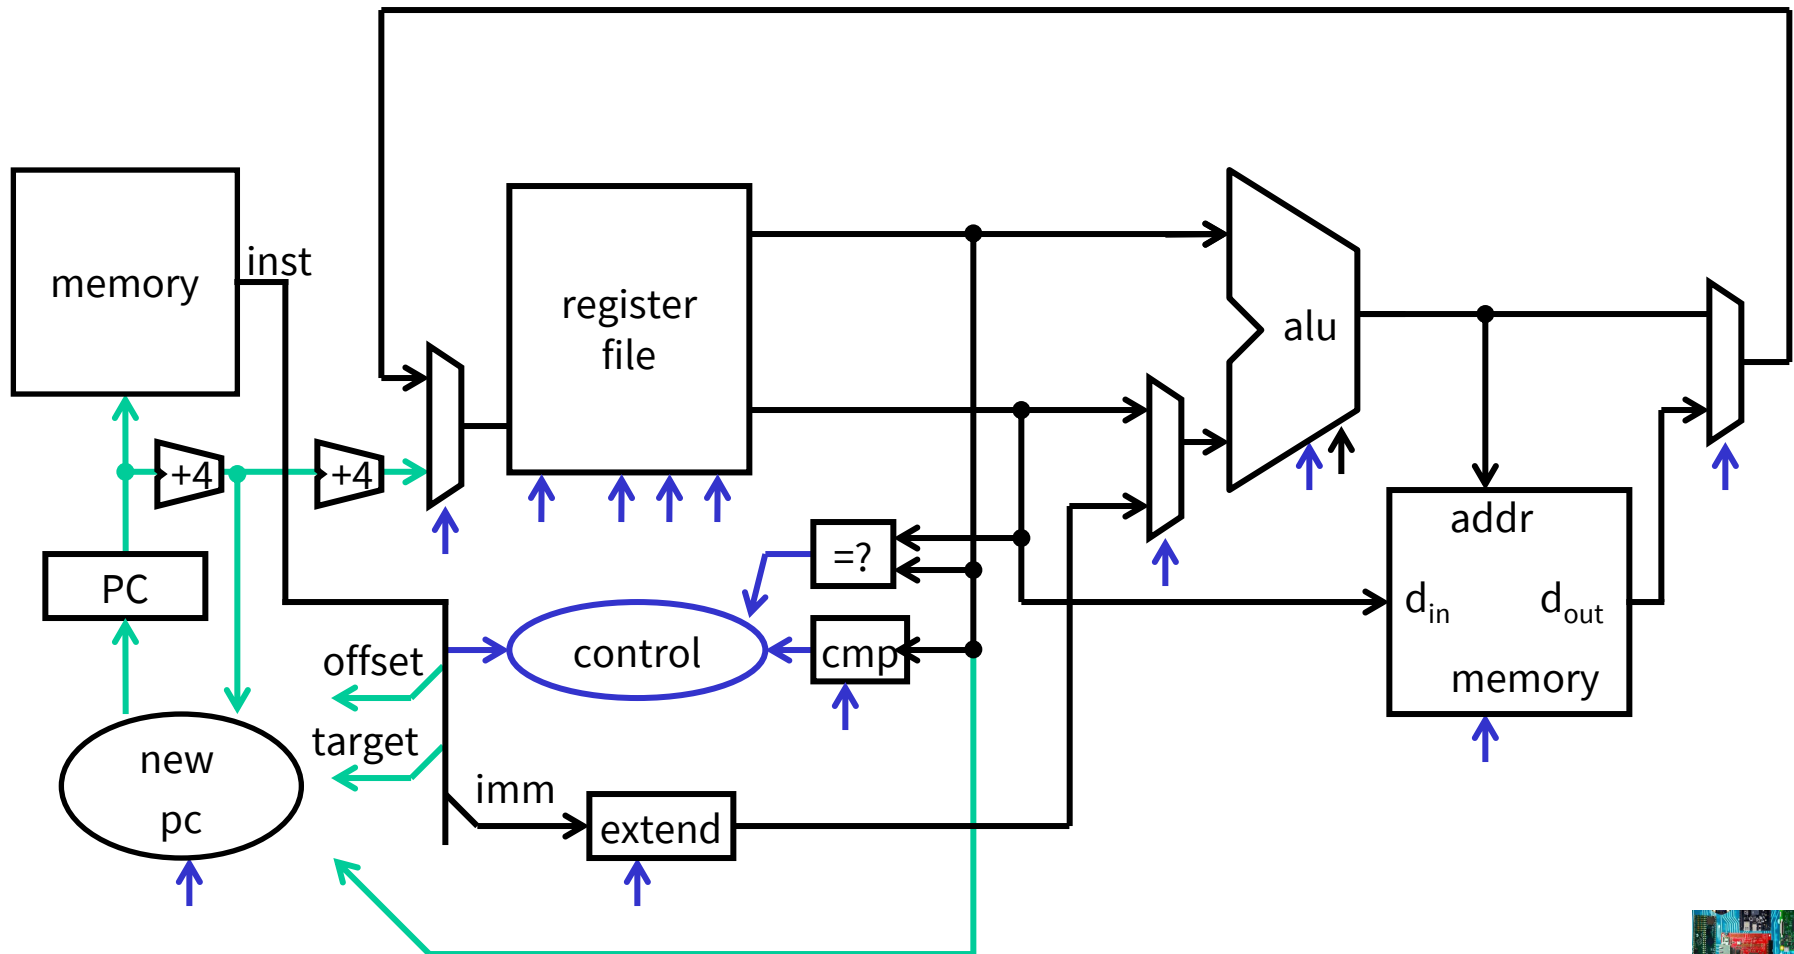 memory
inst
register
file
alu
+4
+4
addr
=?
PC
d_in
d_out
control
cmp
offset
memory
target
new
pc
imm
extend